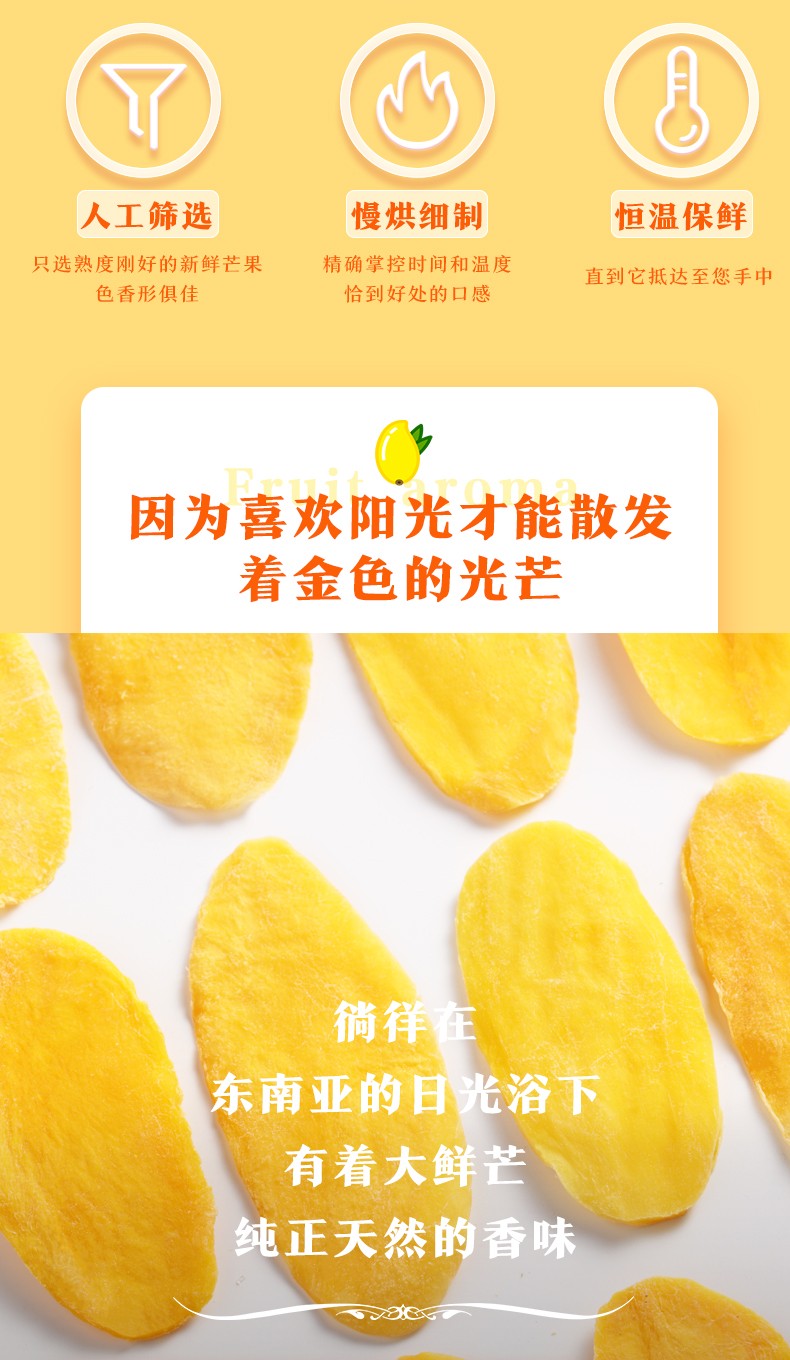 人工筛选
慢烘细制
恒温保鲜
只选熟度刚好的新鲜芒果
色香形俱佳
精确掌控时间和温度
恰到好处的口感
直到它抵达至您手中
Fruit aroma
因为喜欢阳光才能散发
着金色的光芒
徜徉在
东南亚的日光浴下
有着大鲜芒
纯正天然的香味